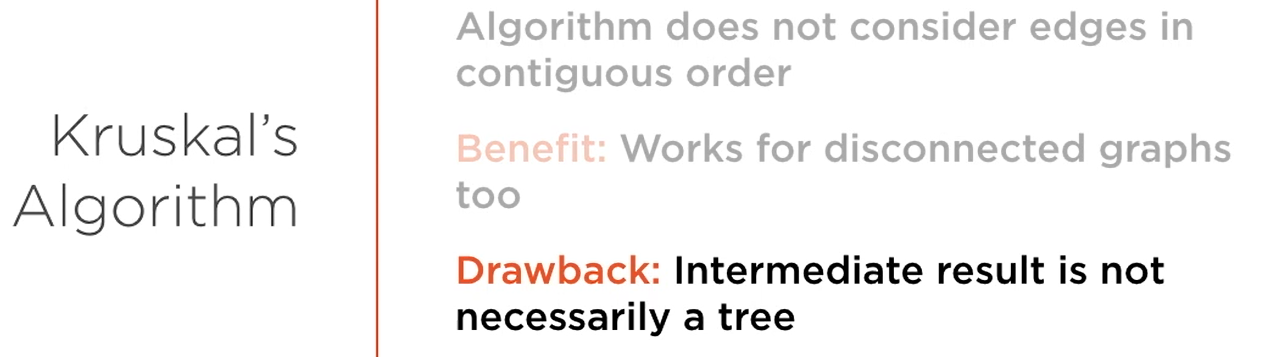 Kruskal's
Algorithm
Algorithm does not consider edges in
contiguous order
Benefit: Works for disconnected graphs
too
Drawback: Intermediate result is not
necessarily a tree